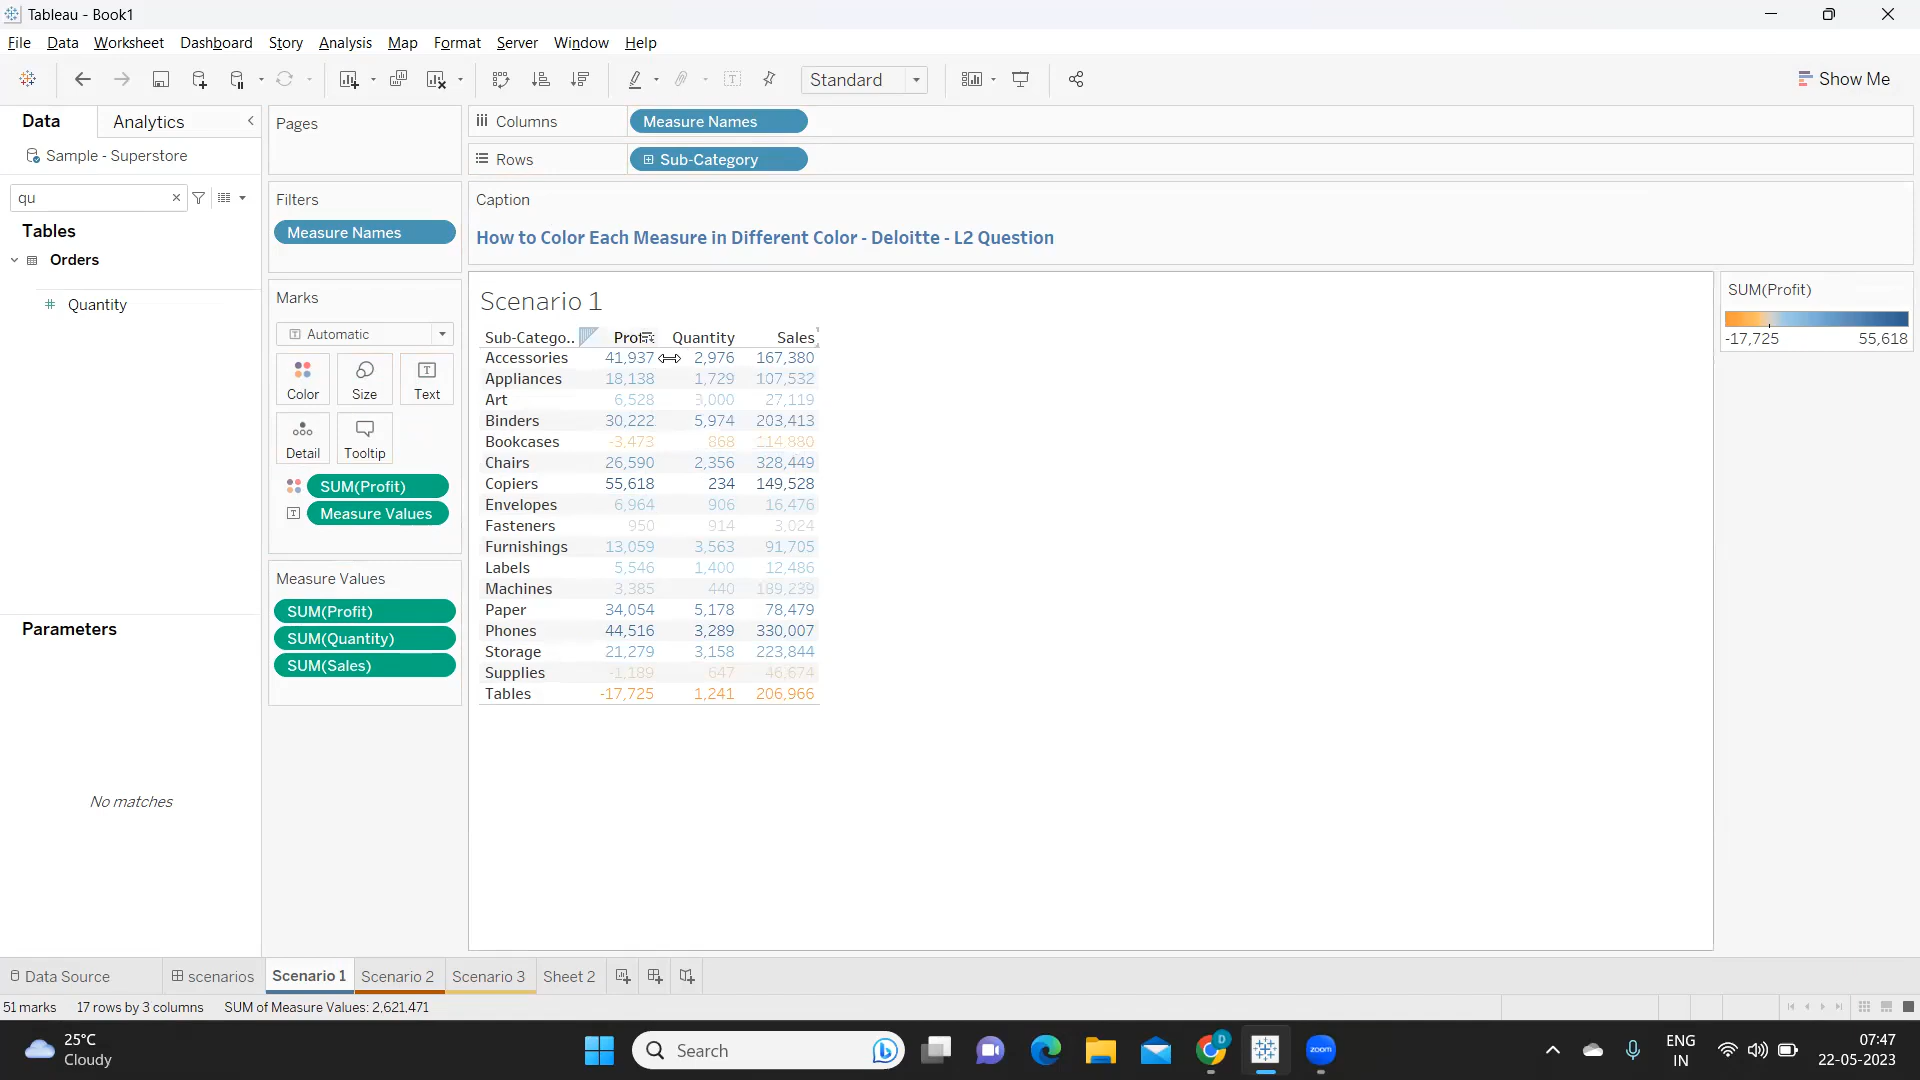 Tableau - Book1
File Data Worksheet Dashboard Story Analysis Map Format Server Window Help
Standard
Show Me
Data Analytics
Sample - Superstore
qu
Tables
Orders
Quantity
Parameters
No matches
Pages
Filters
Measure Names
Marks
Automatic
Color Size Text
Detail Tooltip
SUM(Profit)
Measure Values
Measure Values
SUM(Profit)
SUM(Quantity)
SUM(Sales)
Columns Measure Names
Rows Sub-Category
Caption
How to Color Each Measure in Different Color - Deloitte - L2 Question
Scenario 1
Sub-Catego.. Profit Quantity Sales
Accessories 41,937 2,976 167,380
Appliances 18,138 1,729 107,532
Art 6,528 3,000 27,119
Binders 30,222 5,974 203,413
Bookcases -3,473 868 114,880
Chairs 26,590 2,356 328,449
Copiers 55,618 234 149,528
Envelopes 6,964 906 16,476
Fasteners 950 914 3,024
Furnishings 13,059 3,563 91,705
Labels 5,546 1,400 12,486
Machines 3,385 440 189,239
Paper 34,054 5,178 78,479
Phones 44,516 3,289 330,007
Storage 21,279 3,158 223,844
Supplies -1,189 647 46,674
Tables -17,725 1,241 206,966
SUM(Profit)
-17,725 55,618
Data Source scenarios Scenario 1 Scenario 2 Scenario 3 Sheet 2
51 marks 17 rows by 3 columns SUM of Measure Values: 2,621,471
25°C
Cloudy
Search
D
zoom
ENG
IN
07:47
22-05-2023